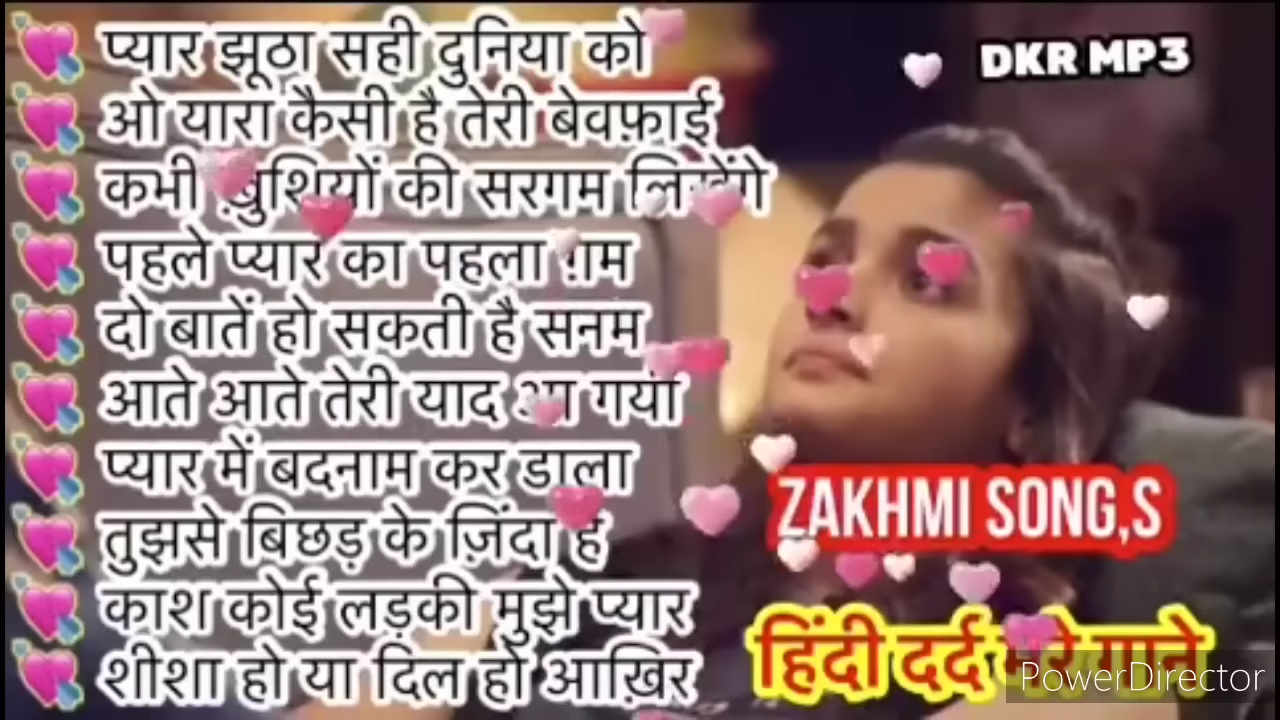 प्यार झूठा सही दुनिया को
ओ यारा कैसी है तेरी बेवफ़ाई
कभी ख़ुशियों की सरगम लिखेंगे
पहले प्यार का पहला ग़म
दो बातें हो सकती है सनम
आते आते तेरी याद आ गयी
प्यार में बदनाम कर डाला
तुझसे बिछड़ के ज़िंदा है
काश कोई लड़की मुझे प्यार
शीशा हो या दिल हो आख़िर
DKR MP3
ZAKHMI SONG,S
हिंदी दर्द भरे गाने
PowerDirector